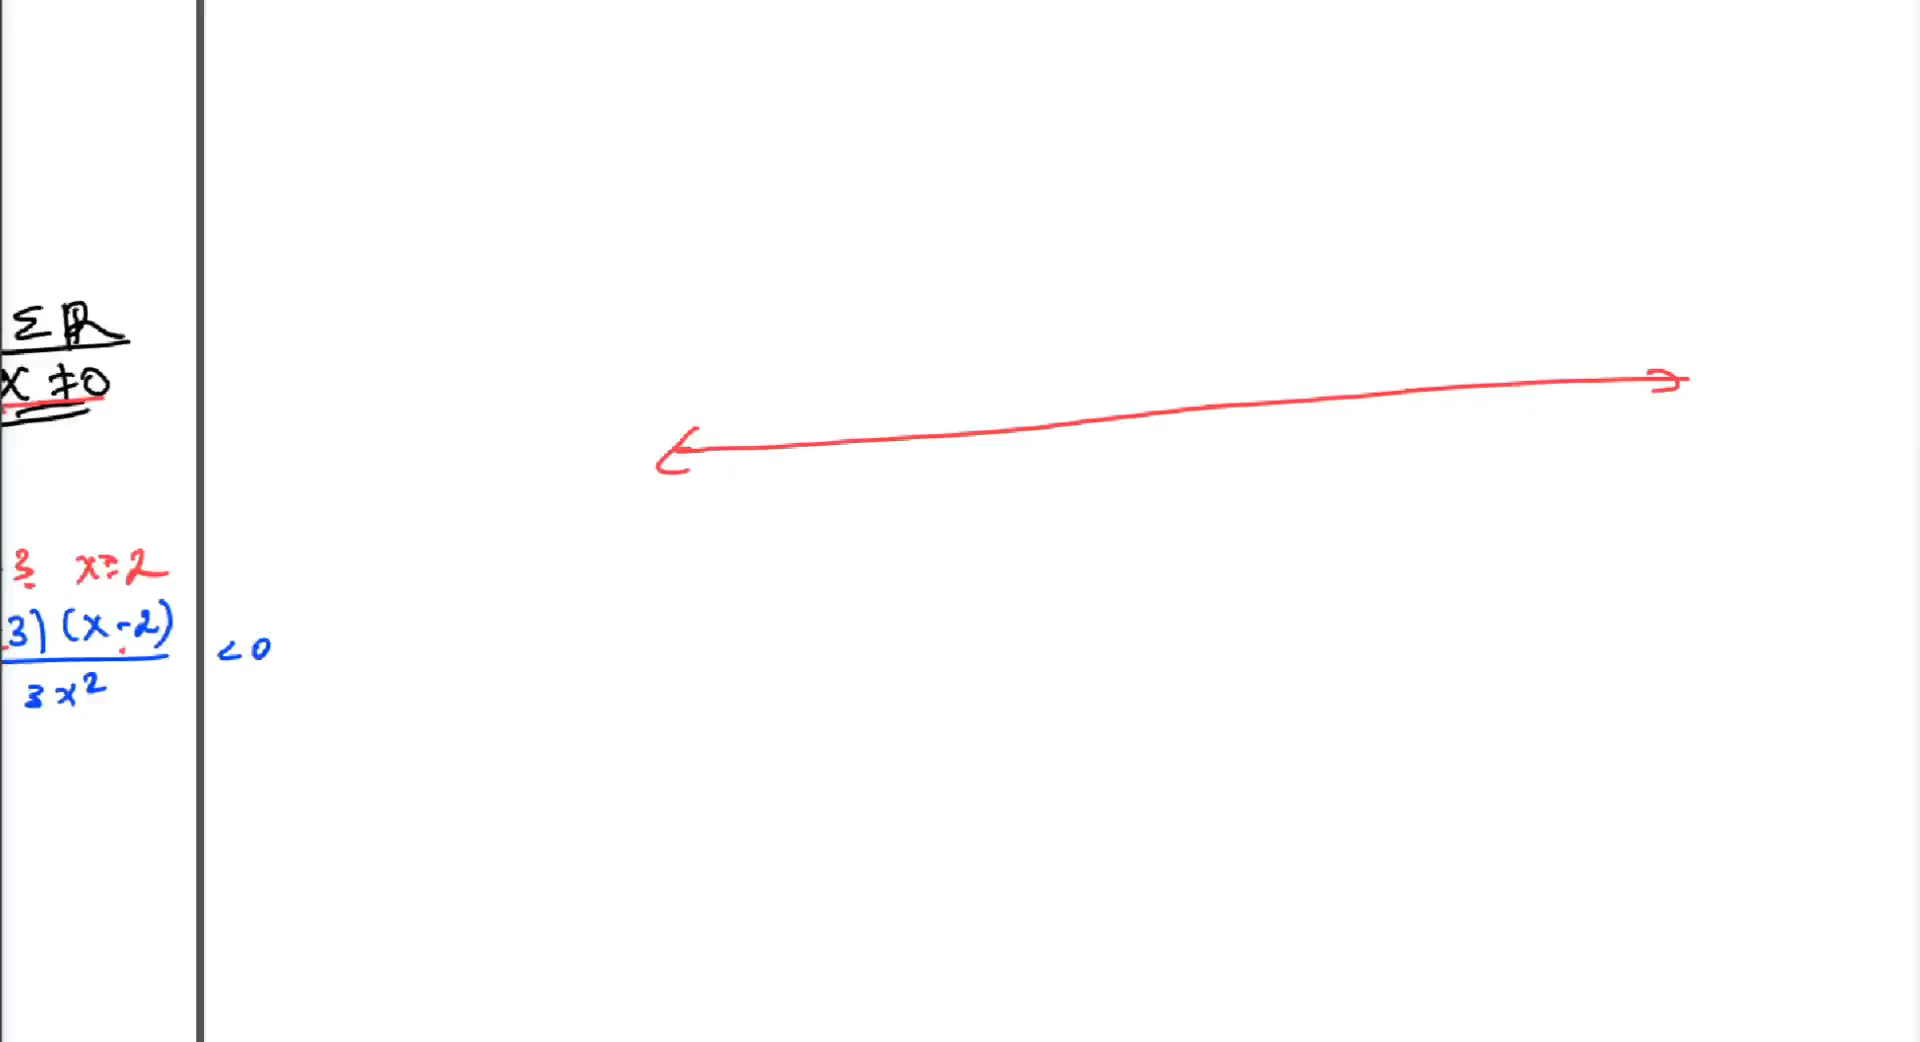 Σ R
x ≠ 0
3 x = 2
3) (x - 2)
< 0
3x²